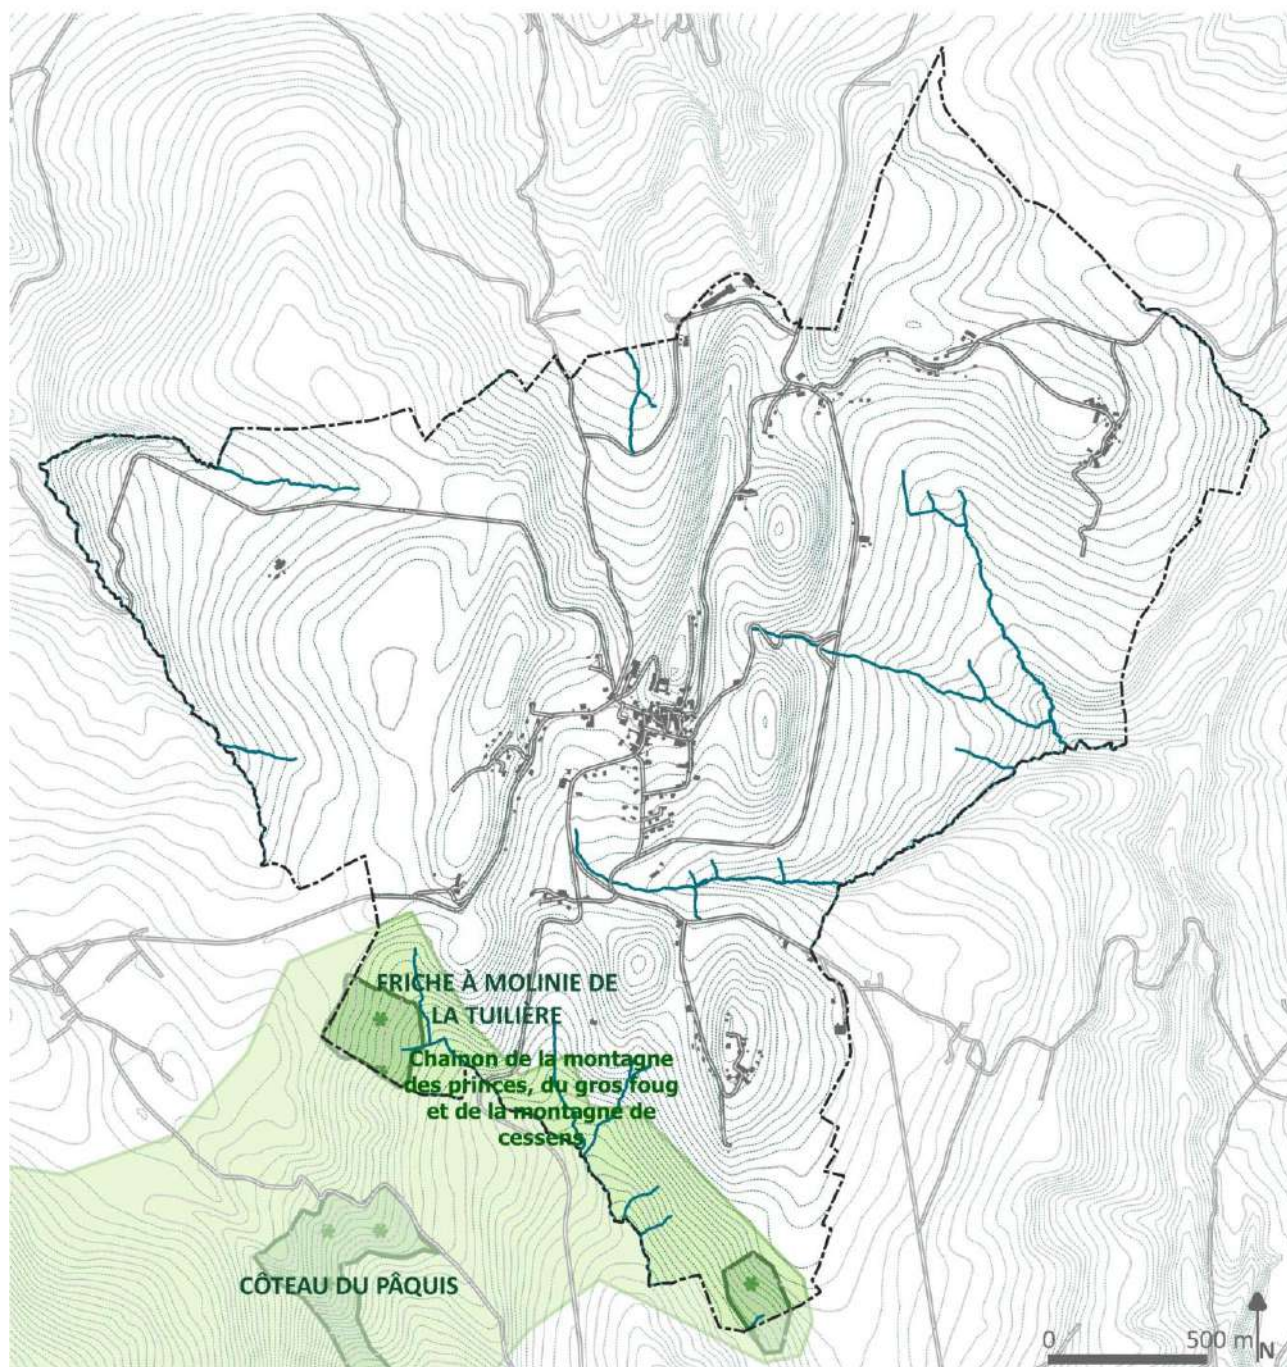 FRICHE À MOLINIE DE
LA TUILIÈRE
Chaînon de la montagne
des princes, du gros foug
et de la montagne de
cessens
CÔTEAU DU PÂQUIS
0 500 m
N